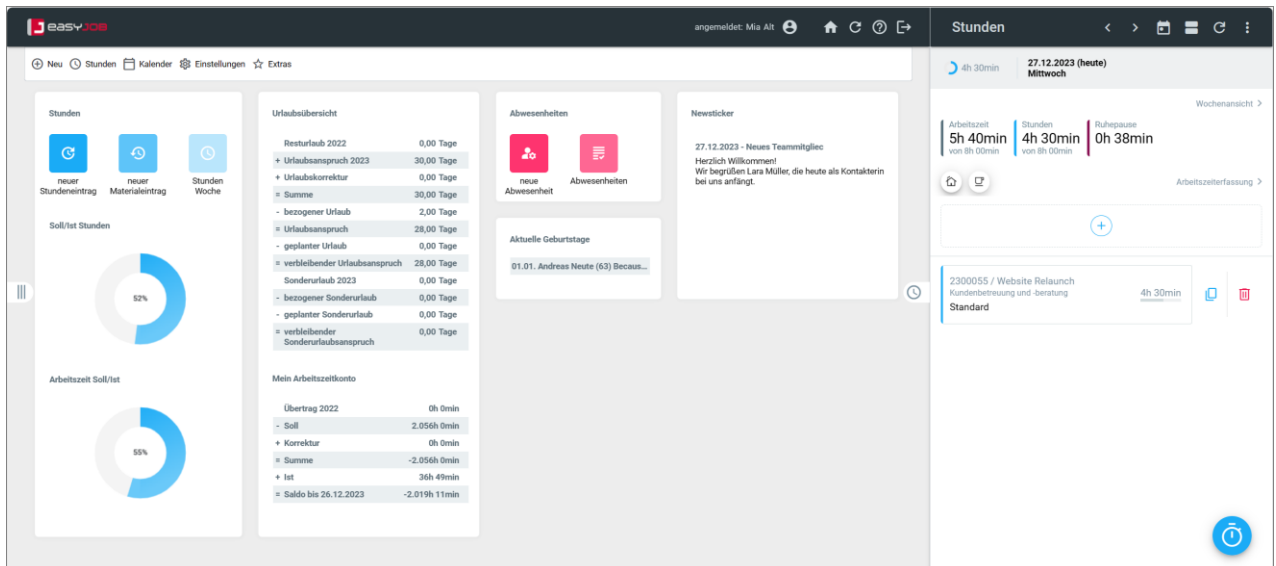 easyJOB
angemeldet: Mia Alt
Neu Stunden Kalender Einstellungen Extras
Stunden
neuer
Stundeneintrag
neuer
Materialeintrag
Stunden
Woche
Soll/Ist Stunden
52%
Arbeitszeit Soll/Ist
55%
Urlaubsübersicht
Resturlaub 2022 0,00 Tage
+ Urlaubsanspruch 2023 30,00 Tage
+ Urlaubskorrektur 0,00 Tage
= Summe 30,00 Tage
- bezogener Urlaub 2,00 Tage
= Urlaubsanspruch 28,00 Tage
- geplanter Urlaub 0,00 Tage
= verbleibender Urlaubsanspruch 28,00 Tage
Sonderurlaub 2023 0,00 Tage
- bezogener Sonderurlaub 0,00 Tage
- geplanter Sonderurlaub 0,00 Tage
= verbleibender 0,00 Tage
Sonderurlaubsanspruch
Mein Arbeitszeitkonto
Übertrag 2022 0h 0min
- Soll 2.056h 0min
+ Korrektur 0h 0min
= Summe -2.056h 0min
+ Ist 36h 49min
= Saldo bis 26.12.2023 -2.019h 11min
Abwesenheiten
neue
Abwesenheit
Abwesenheiten
Aktuelle Geburtstage
01.01. Andreas Neute (63) Becaus...
Newsticker
27.12.2023 - Neues Teammitgliec
Herzlich Willkommen!
Wir begrüßen Lara Müller, die heute als Kontakterin
bei uns anfängt.
Stunden
4h 30min
27.12.2023 (heute)
Mittwoch
Wochenansicht >
Arbeitszeit
5h 40min
von 8h 00min
Stunden
4h 30min
von 8h 00min
Ruhepause
0h 38min
Arbeitszeiterfassung >
2300055 / Website Relaunch
Kundenbetreuung und -beratung
Standard
4h 30min